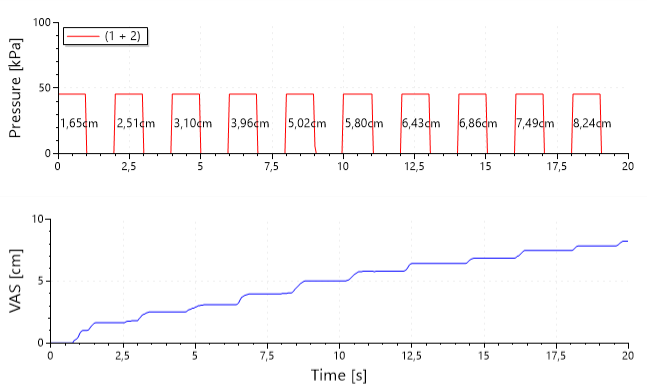 100
(1 + 2)
Pressure [kPa]
50
1,65cm 2,51cm 3,10cm 3,96cm 5,02cm 5,80cm 6,43cm 6,86cm 7,49cm 8,24cm
0
0 2,5 5 7,5 10 12,5 15 17,5 20
10
VAS [cm]
5
0
0 2,5 5 7,5 10 12,5 15 17,5 20
Time [s]